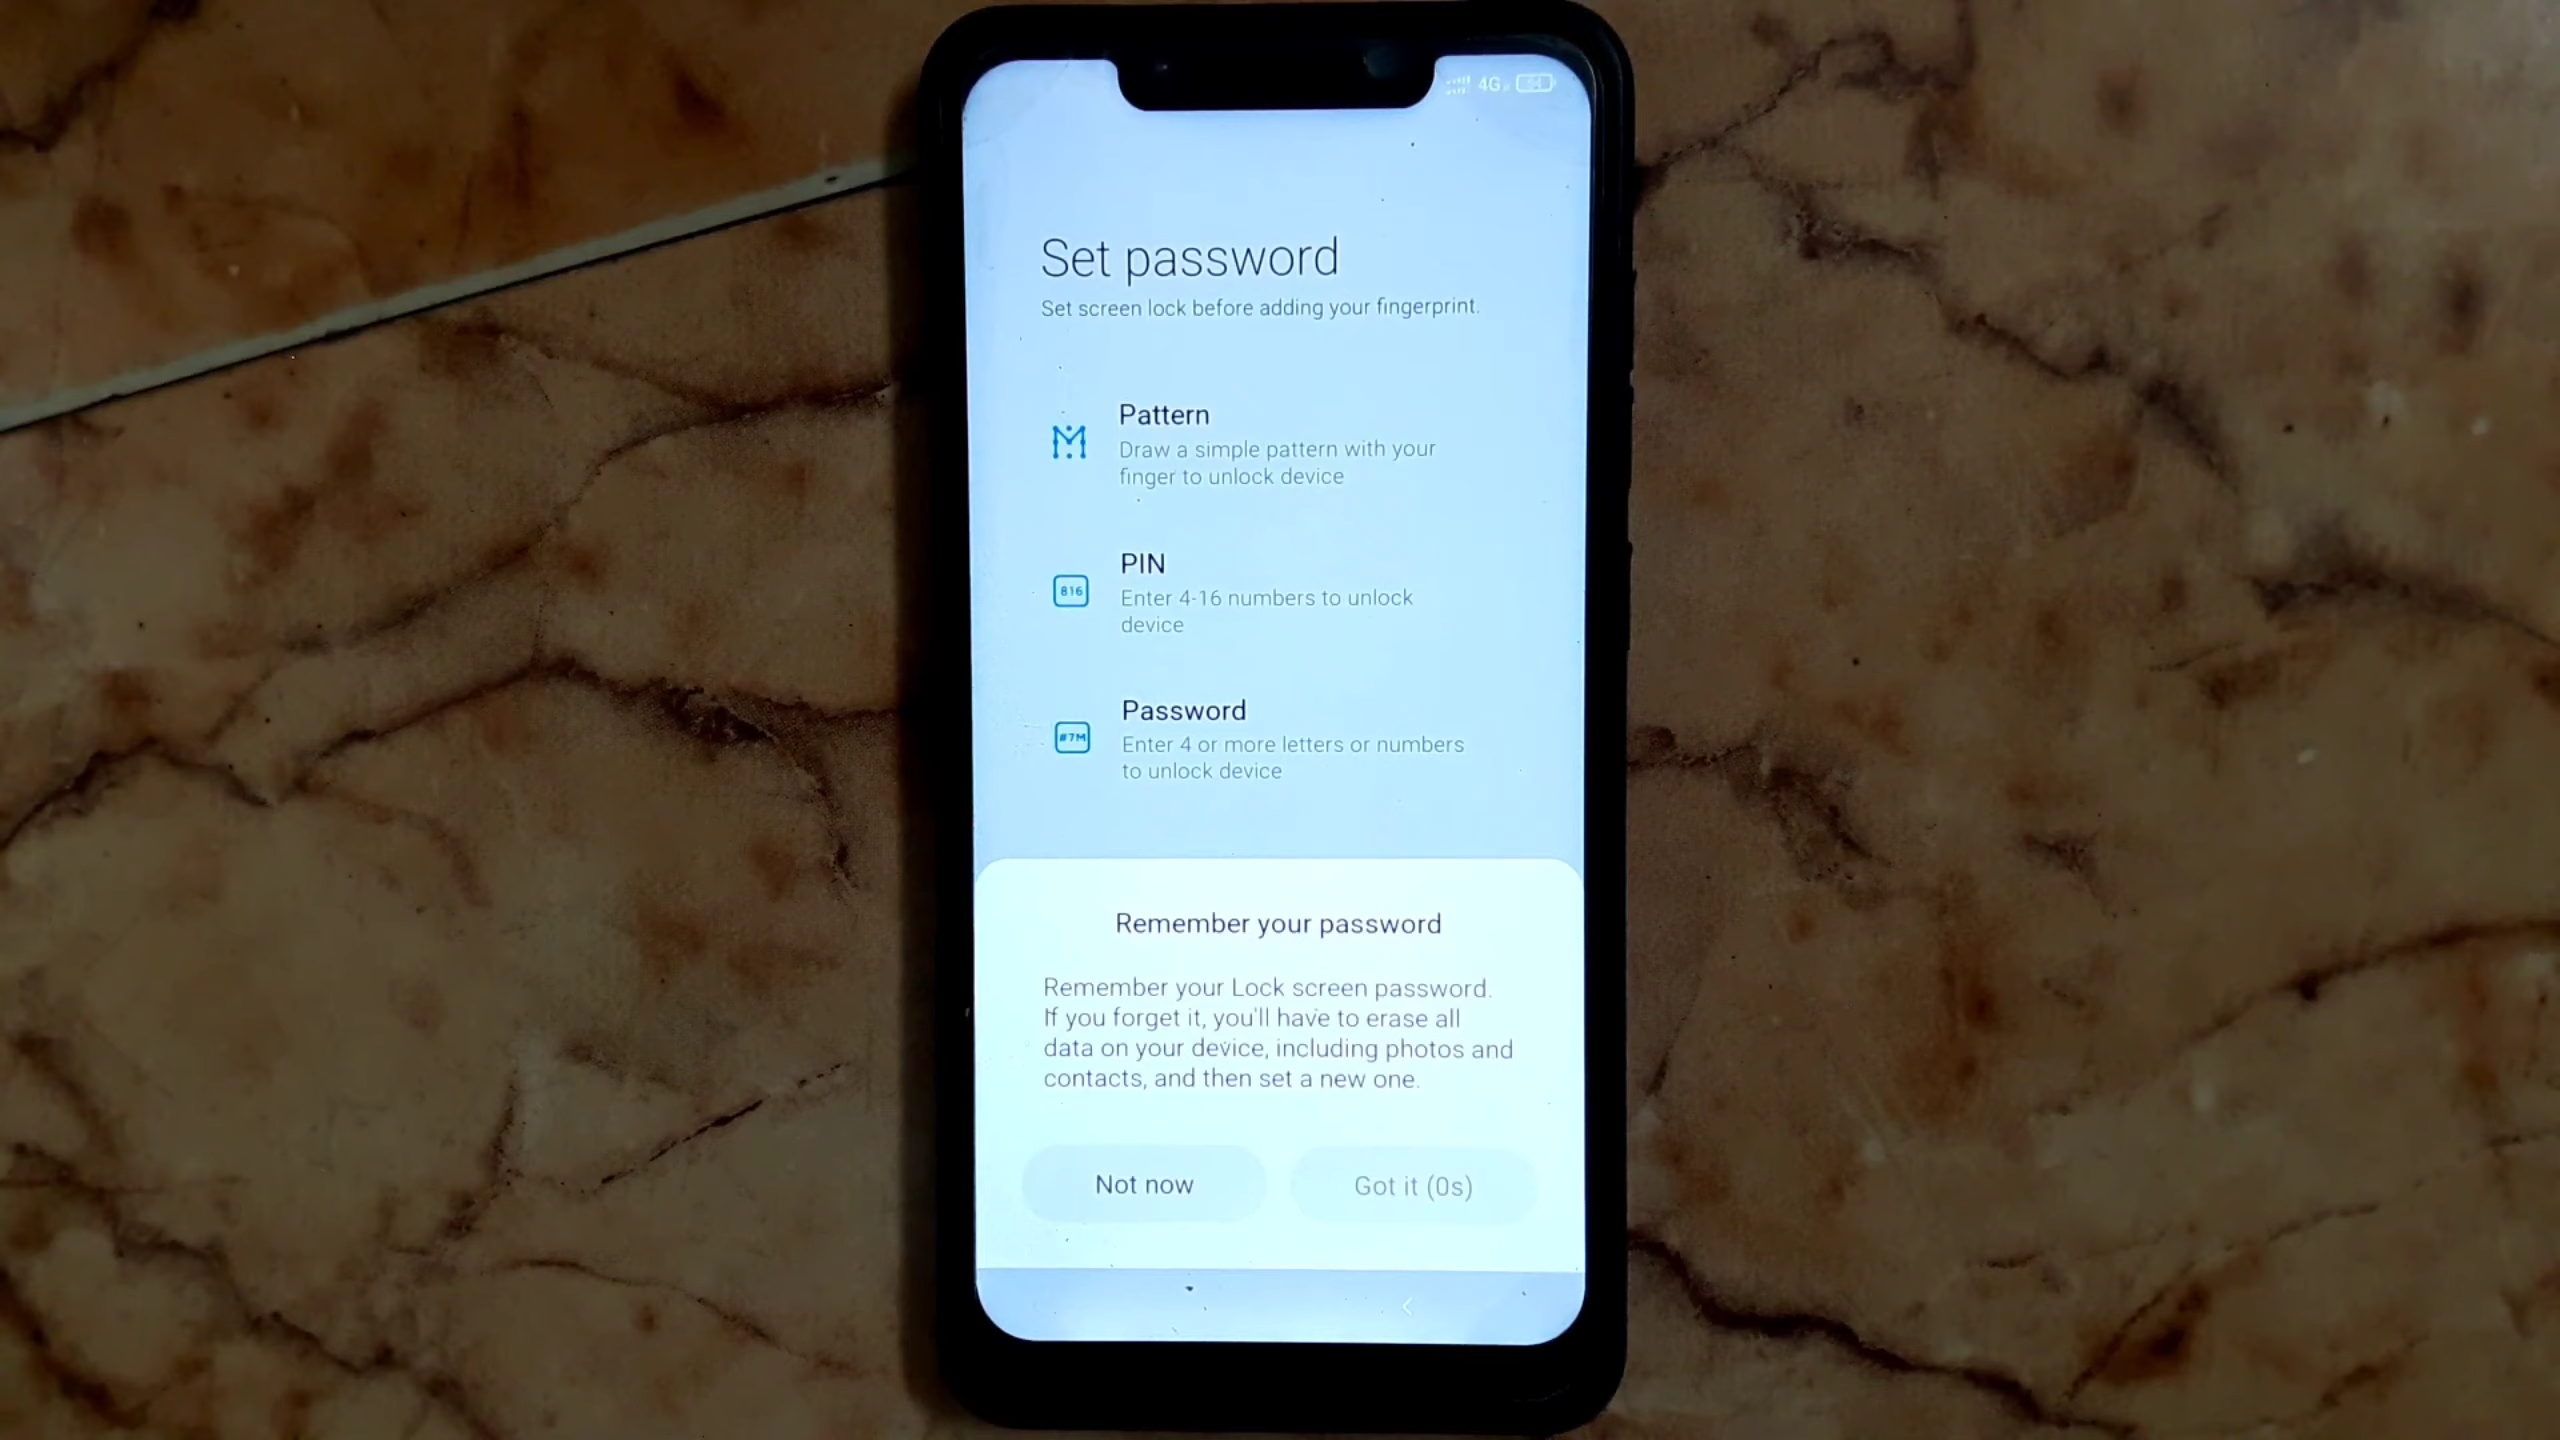 4G
Set password
Set screen lock before adding your fingerprint.
Pattern
Draw a simple pattern with your
finger to unlock device
816
PIN
Enter 4-16 numbers to unlock
device
#7M
Password
Enter 4 or more letters or numbers
to unlock device
Remember your password
Remember your Lock screen password.
If you forget it, you'll have to erase all
data on your device, including photos and
contacts, and then set a new one.
Not now
Got it (0s)